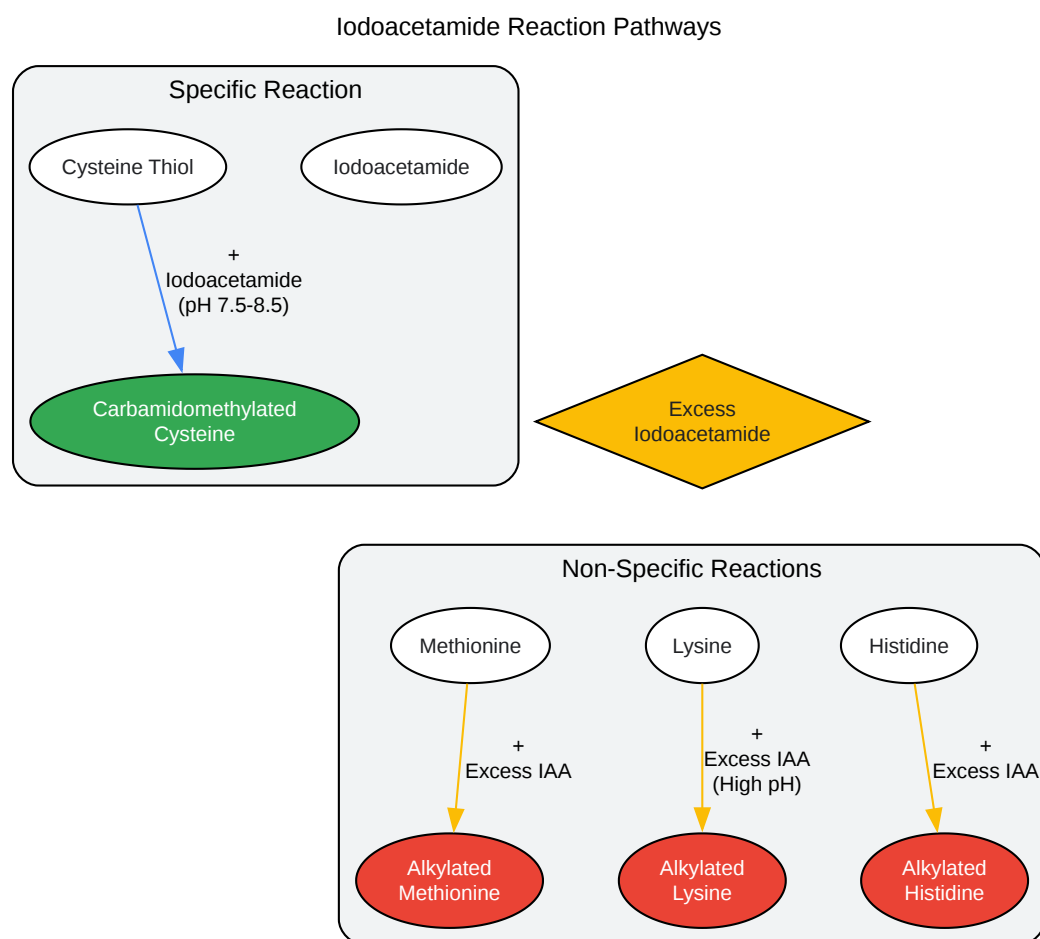 Iodoacetamide Reaction Pathways
Specific Reaction
Cysteine Thiol
Iodoacetamide
+
Iodoacetamide
(pH 7.5-8.5)
Carbamidomethylated
Cysteine
Excess
Iodoacetamide
Non-Specific Reactions
Methionine
Lysine
Histidine
+
Excess IAA
+
Excess IAA
(High pH)
+
Excess IAA
Alkylated
Methionine
Alkylated
Lysine
Alkylated
Histidine